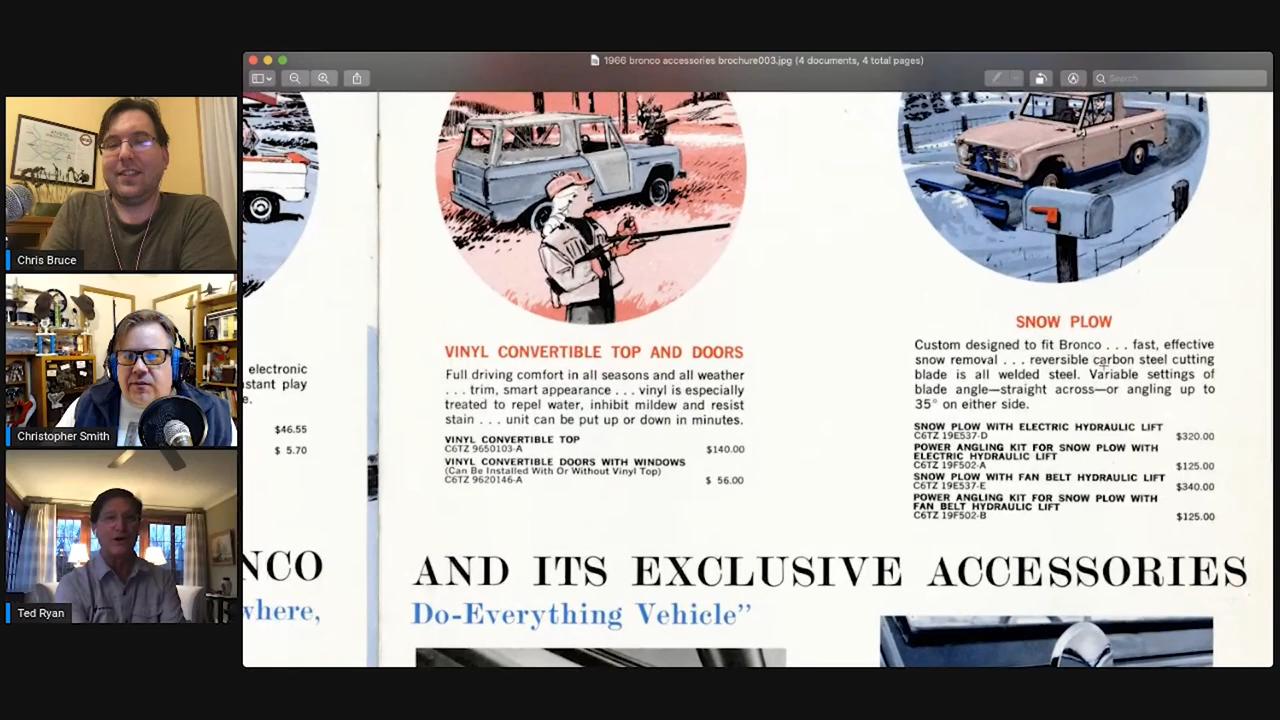 1966 bronco accessories brochure003.jpg (4 documents, 4 total pages)
Search
Chris Bruce
Christopher Smith
Ted Ryan
electronic
stant play
e.
$46.55
$ 5.70
VINYL CONVERTIBLE TOP AND DOORS
Full driving comfort in all seasons and all weather
. . . trim, smart appearance . . . vinyl is especially
treated to repel water, inhibit mildew and resist
stain . . . unit can be put up or down in minutes.
VINYL CONVERTIBLE TOP
C6TZ 9650103-A $140.00
VINYL CONVERTIBLE DOORS WITH WINDOWS
(Can Be Installed With Or Without Vinyl Top)
C6TZ 9620146-A $ 56.00
SNOW PLOW
Custom designed to fit Bronco . . . fast, effective
snow removal . . . reversible carbon steel cutting
blade is all welded steel. Variable settings of
blade angle—straight across—or angling up to
35° on either side.
SNOW PLOW WITH ELECTRIC HYDRAULIC LIFT
C6TZ 19E537-D $320.00
POWER ANGLING KIT FOR SNOW PLOW WITH
ELECTRIC HYDRAULIC LIFT
C6TZ 19F502-A $125.00
SNOW PLOW WITH FAN BELT HYDRAULIC LIFT
C6TZ 19E537-E $340.00
POWER ANGLING KIT FOR SNOW PLOW WITH
FAN BELT HYDRAULIC LIFT
C6TZ 19F502-B $125.00
NCO AND ITS EXCLUSIVE ACCESSORIES
where, Do-Everything Vehicle”